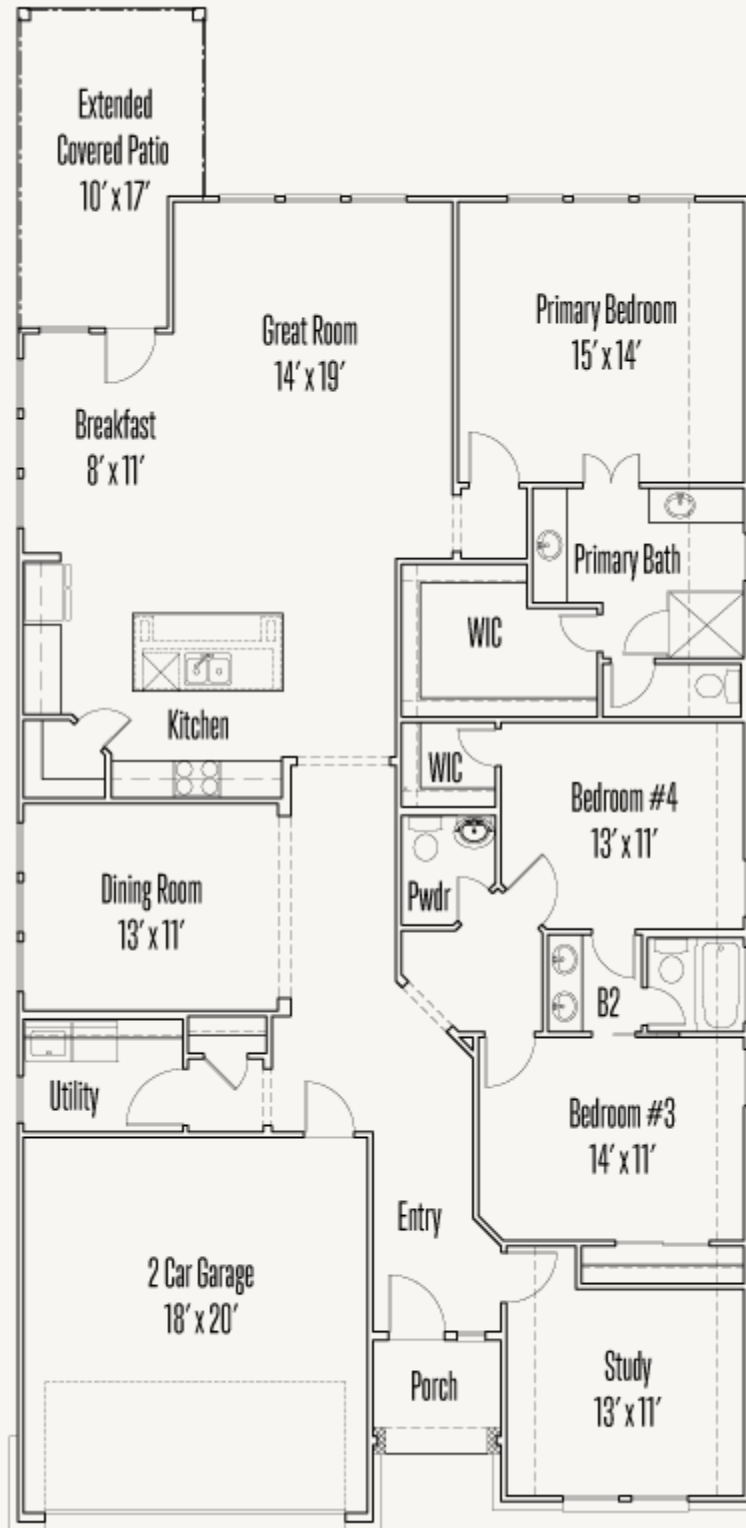 Extended
Covered Patio
10' x 17'
Great Room
14' x 19'
Primary Bedroom
15' x 14'
Breakfast
8' x 11'
Primary Bath
WIC
Kitchen
WIC
Bedroom #4
13' x 11'
Dining Room
13' x 11'
Pwdr
B2
Utility
Bedroom #3
14' x 11'
Entry
2 Car Garage
18' x 20'
Porch
Study
13' x 11'